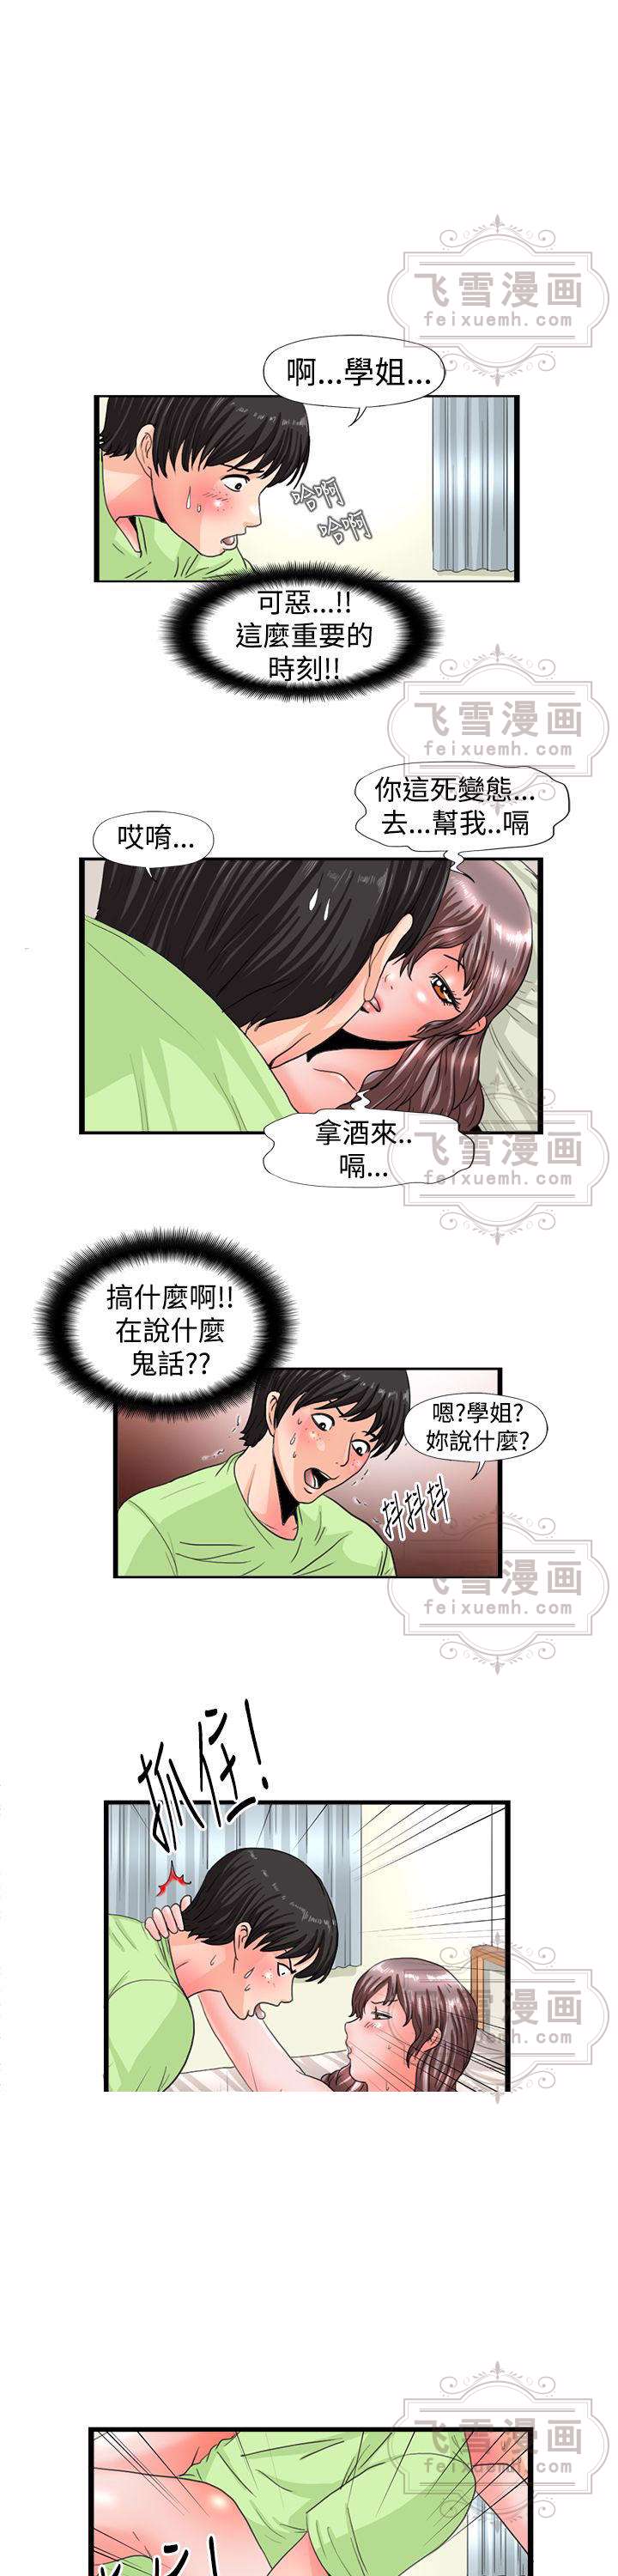 飞雪漫画
feixuemh.com
啊...學姐...
哈啊
哈啊
可惡...!!
這麼重要的
時刻!!
飞雪漫画
feixuemh.com
你這死變態...
去...幫我..嗝
哎唷...
拿酒來..
嗝...
飞雪漫画
feixuemh.com
搞什麼啊!!
在說什麼
鬼話??
嗯?學姐?
妳說什麼?
抖抖抖
飞雪漫画
feixuemh.com
抓住!
飞雪漫画
feixuemh.com
飞雪漫画
feixuemh.com